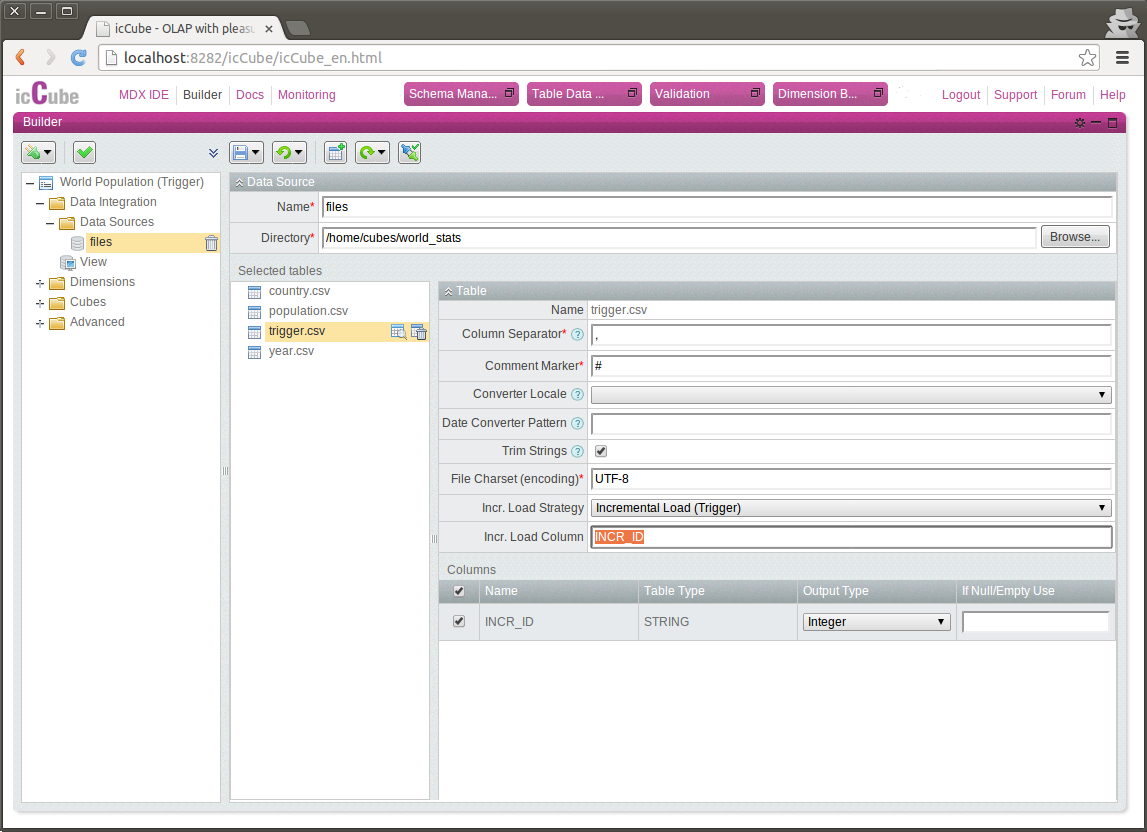 icCube - OLAP with pleasu
localhost:8282/icCube/icCube_en.html
icCube
MDX IDE
Builder
Docs
Monitoring
Schema Mana...
Table Data ...
Validation
Dimension B...
Logout
Support
Forum
Help
Builder
World Population (Trigger)
Data Integration
Data Sources
files
View
Dimensions
Cubes
Advanced
Data Source
Name* files
Directory* /home/cubes/world_stats Browse...
Selected tables
country.csv
population.csv
trigger.csv
year.csv
Table
Name trigger.csv
Column Separator* ? ,
Comment Marker* #
Converter Locale ?
Date Converter Pattern ?
Trim Strings ?
File Charset (encoding)* UTF-8
Incr. Load Strategy Incremental Load (Trigger)
Incr. Load Column INCR_ID
Columns
Name Table Type Output Type If Null/Empty Use
INCR_ID STRING Integer